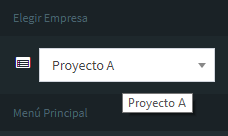 Elegir Empresa
Proyecto A
Proyecto A
Menú Principal